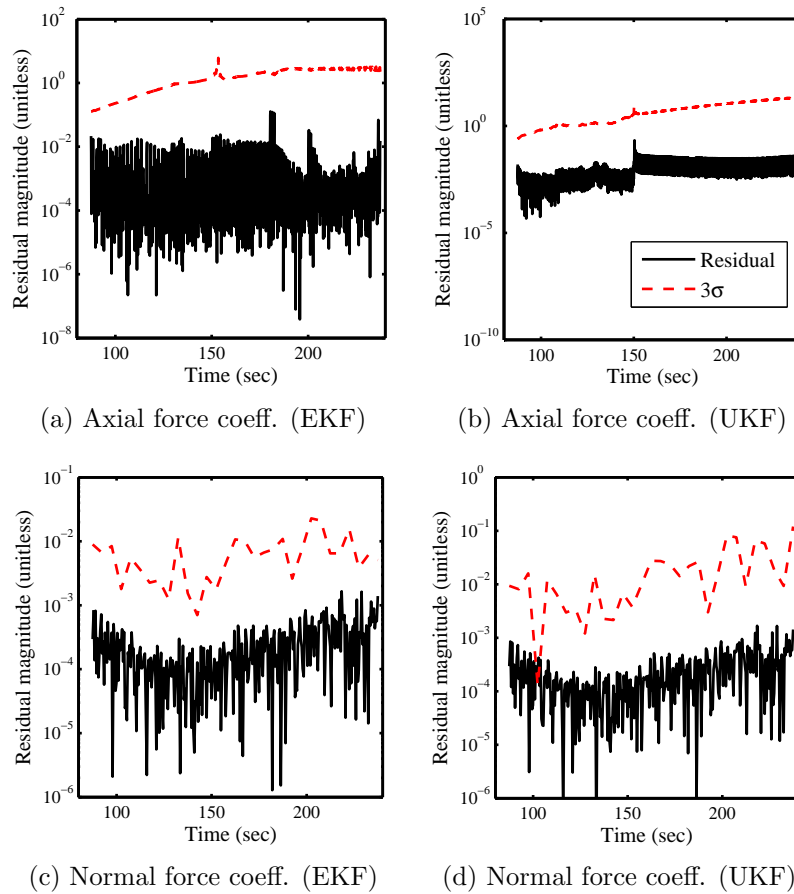 10^2
10^0
10^-2
10^-4
10^-6
10^-8
Residual magnitude (unitless)
100 150 200
Time (sec)
(a) Axial force coeff. (EKF)
10^5
10^0
10^-5
10^-10
Residual magnitude (unitless)
Residual
3σ
100 150 200
Time (sec)
(b) Axial force coeff. (UKF)
10^-1
10^-2
10^-3
10^-4
10^-5
10^-6
Residual magnitude (unitless)
100 150 200
Time (sec)
(c) Normal force coeff. (EKF)
10^0
10^-1
10^-2
10^-3
10^-4
10^-5
10^-6
Residual magnitude (unitless)
100 150 200
Time (sec)
(d) Normal force coeff. (UKF)